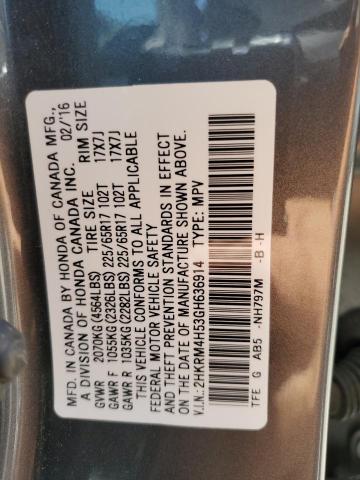 MFD. IN CANADA BY HONDA OF CANADA MFG.,
A DIVISION OF HONDA CANADA INC. 02/'16
TIRE SIZE RIM SIZE
GVWR 2070KG(4564LBS)
GAWR F 1055KG(2326LBS) 225/65R17 102T 17X7J
GAWR R 1035KG(2282LBS) 225/65R17 102T 17X7J
THIS VEHICLE CONFORMS TO ALL APPLICABLE
FEDERAL MOTOR VEHICLE SAFETY
AND THEFT PREVENTION STANDARDS IN EFFECT
ON THE DATE OF MANUFACTURE SHOWN ABOVE.
V.I.N.: 2HKRM4H53GH636914 TYPE: MPV
TFE G AB5 -NH797M -B -H